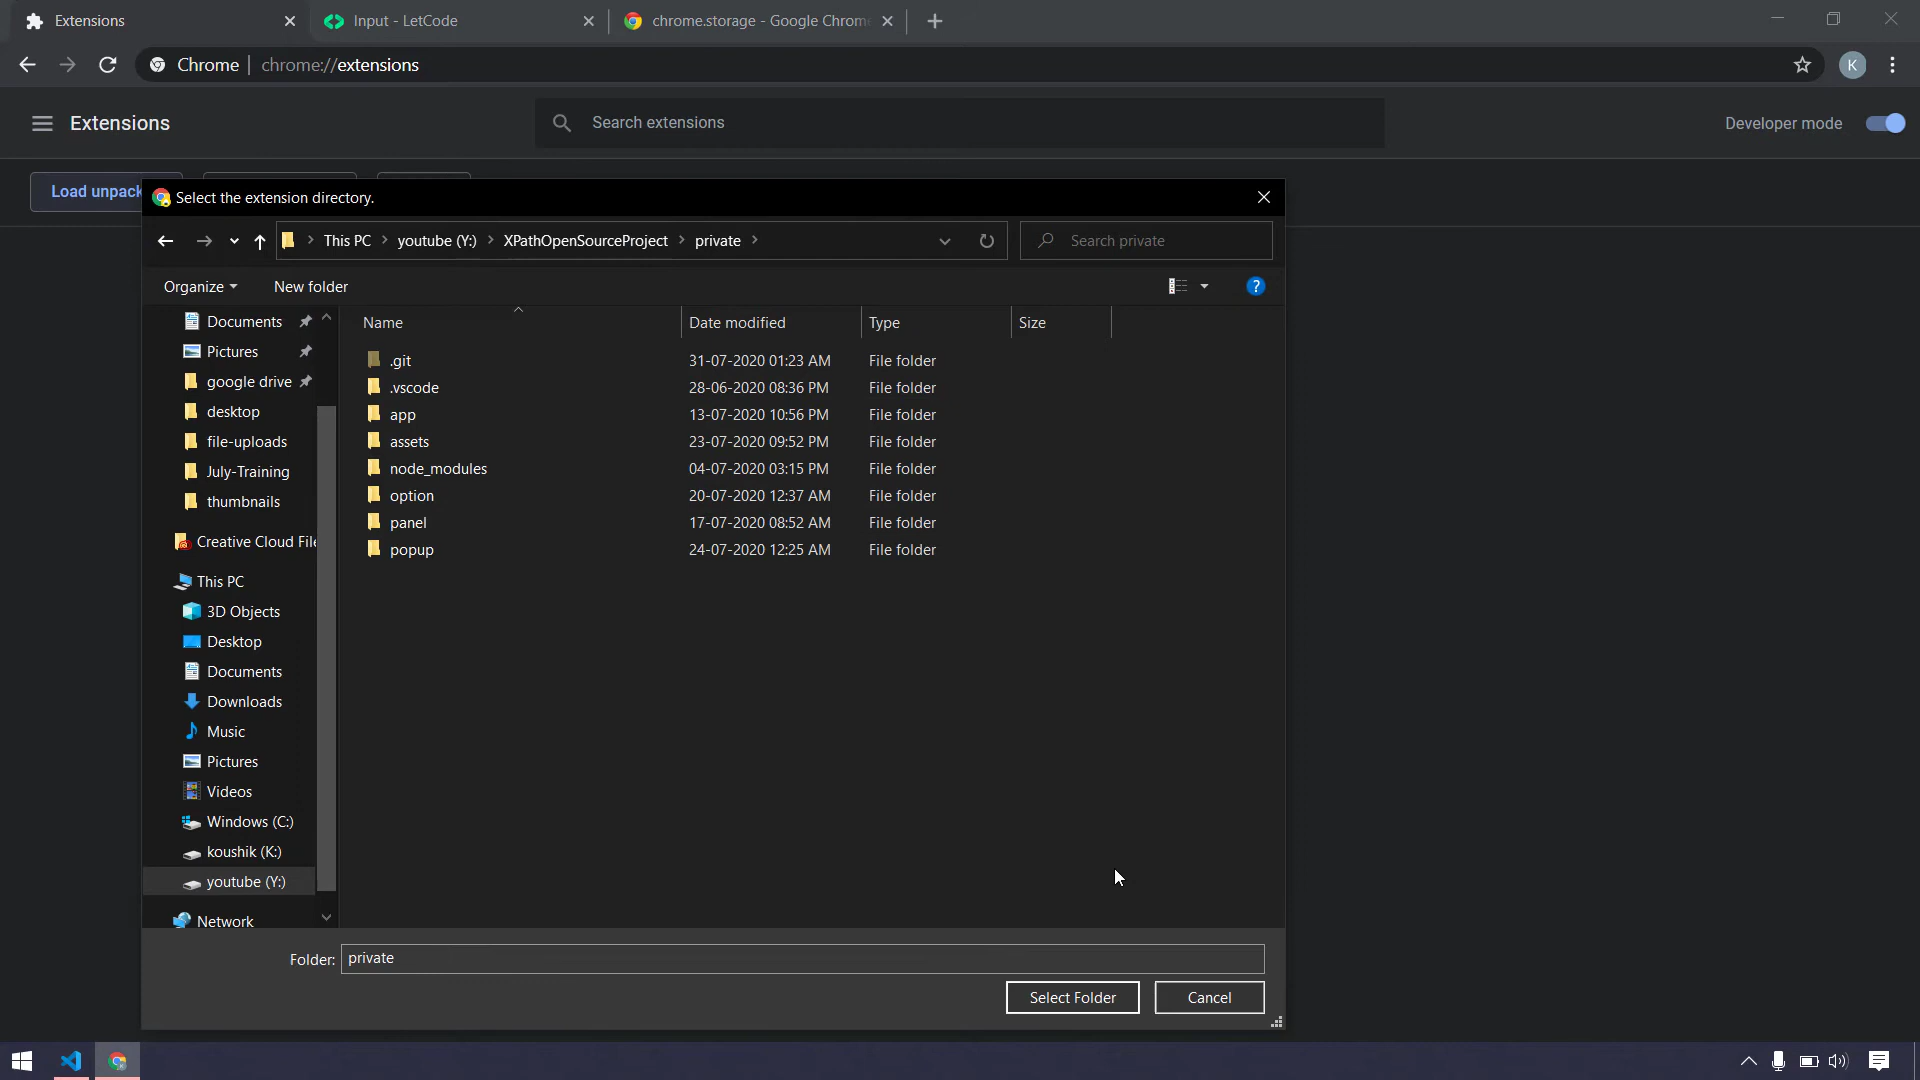 Extensions
Input - LetCode
chrome.storage - Google Chrom
Chrome
chrome://extensions
K
Extensions
Search extensions
Developer mode
Load unpack
Select the extension directory.
This PC
youtube (Y:)
XPathOpenSourceProject
private
Search private
Organize
New folder
?
Name
Date modified
Type
Size
.git 31-07-2020 01:23 AM File folder
.vscode 28-06-2020 08:36 PM File folder
app 13-07-2020 10:56 PM File folder
assets 23-07-2020 09:52 PM File folder
node_modules 04-07-2020 03:15 PM File folder
option 20-07-2020 12:37 AM File folder
panel 17-07-2020 08:52 AM File folder
popup 24-07-2020 12:25 AM File folder
Documents
Pictures
google drive
desktop
file-uploads
July-Training
thumbnails
Creative Cloud File
This PC
3D Objects
Desktop
Documents
Downloads
Music
Pictures
Videos
Windows (C:)
koushik (K:)
youtube (Y:)
Network
Folder:
private
Select Folder
Cancel